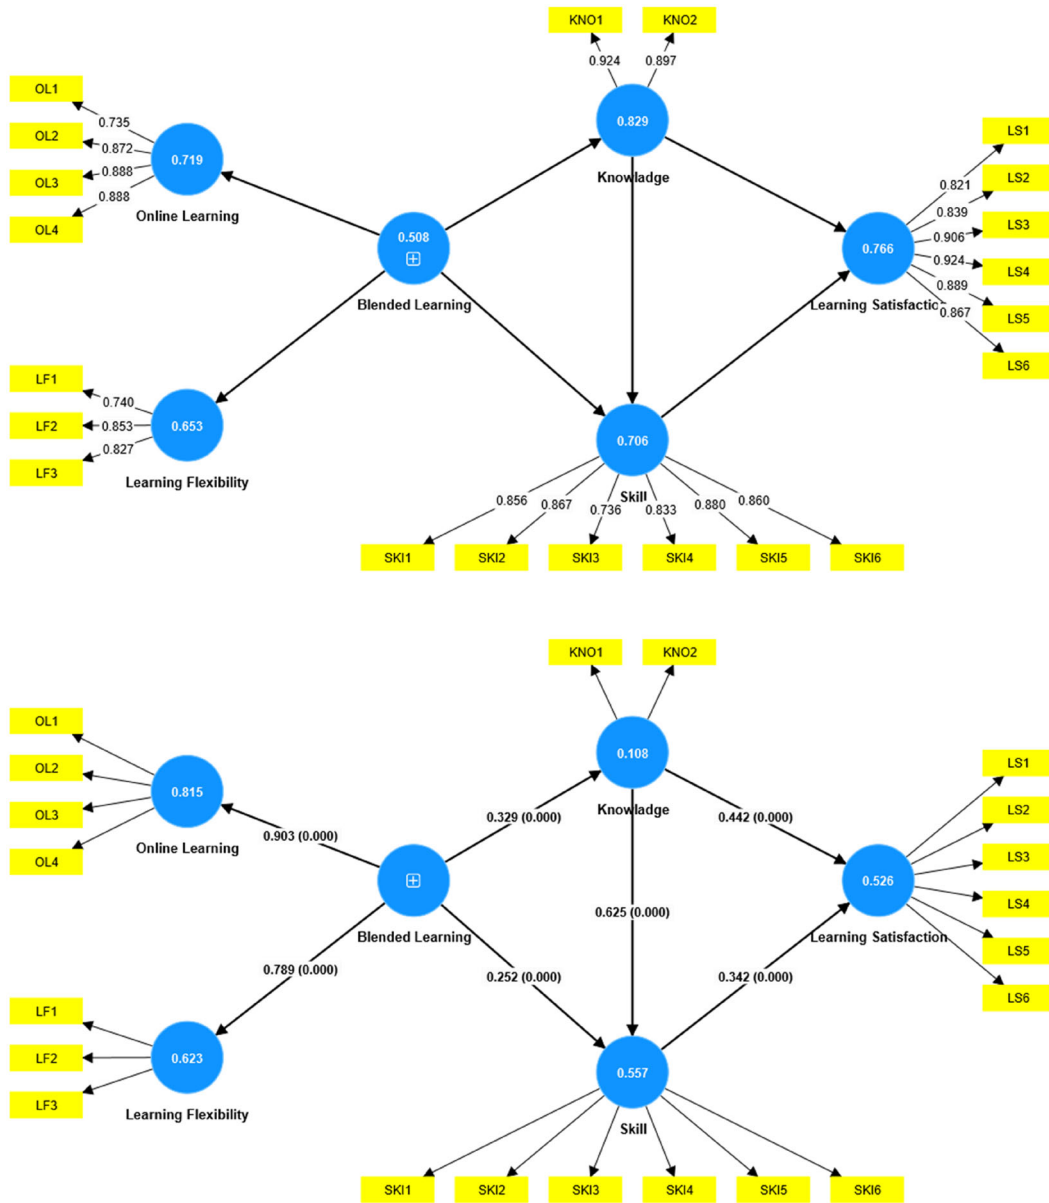 KNO1 KNO2
0.924 0.897
0.829
Knowladge
OL1
OL2
OL3
OL4
0.735
0.872
0.888
0.888
0.719
Online Learning
0.508
Blended Learning
LS1
LS2
LS3
LS4
LS5
LS6
0.821
0.839
0.906
0.924
0.889
0.867
0.766
Learning Satisfaction
LF1
LF2
LF3
0.740
0.853
0.827
0.653
Learning Flexibility
0.706
Skill
0.856 0.867 0.736 0.833 0.880 0.860
SKI1 SKI2 SKI3 SKI4 SKI5 SKI6
KNO1 KNO2
0.108
Knowladge
OL1
OL2
OL3
OL4
0.815
Online Learning
0.903 (0.000)
0.329 (0.000)
0.442 (0.000)
Blended Learning
0.625 (0.000)
LS1
LS2
LS3
LS4
LS5
LS6
0.526
Learning Satisfaction
0.789 (0.000)
0.252 (0.000)
0.342 (0.000)
LF1
LF2
LF3
0.623
Learning Flexibility
0.557
Skill
SKI1 SKI2 SKI3 SKI4 SKI5 SKI6